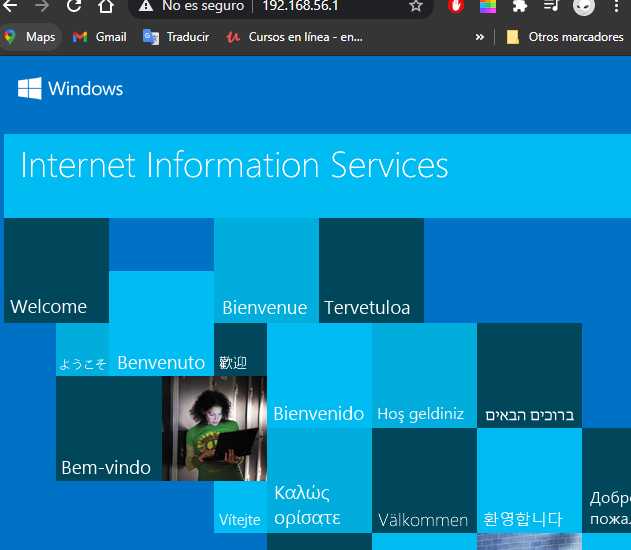 No es seguro
192.168.56.1
Maps
Gmail
Traducir
Cursos en línea - en...
»
Otros marcadores
Windows
Internet Information Services
Welcome
Bienvenue
Tervetuloa
ようこそ
Benvenuto
歡迎
Bienvenido
Hoş geldiniz
ברוכים הבאים
Bem-vindo
Vítejte
Καλώς
ορίσατε
Välkommen
환영합니다
Добро
пожа